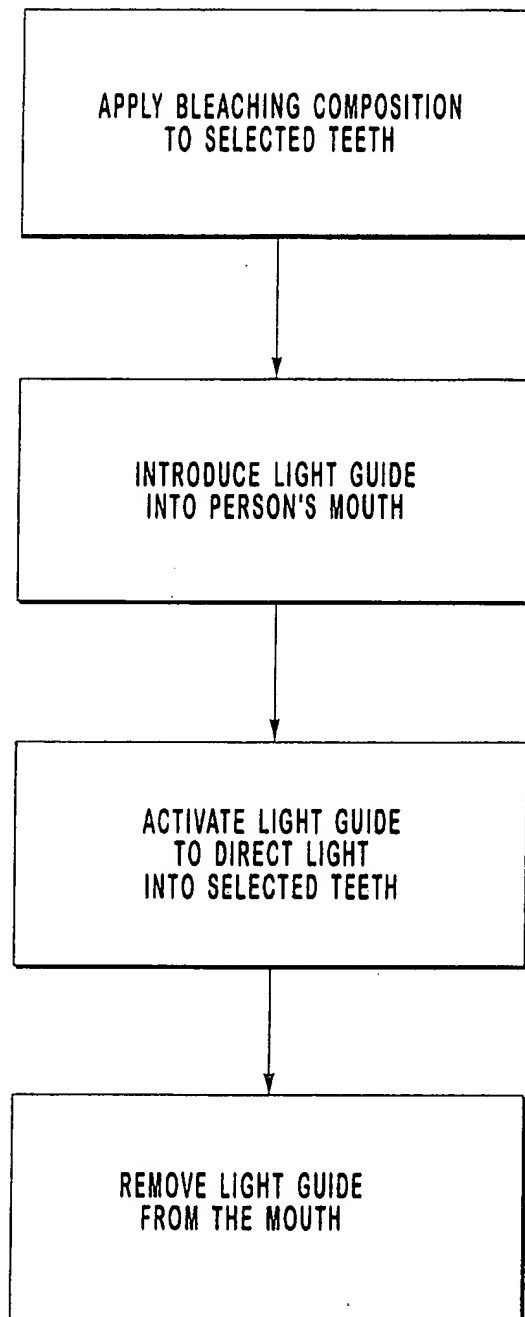 APPLY BLEACHING COMPOSITION
TO SELECTED TEETH
INTRODUCE LIGHT GUIDE
INTO PERSON'S MOUTH
ACTIVATE LIGHT GUIDE
TO DIRECT LIGHT
INTO SELECTED TEETH
REMOVE LIGHT GUIDE
FROM THE MOUTH